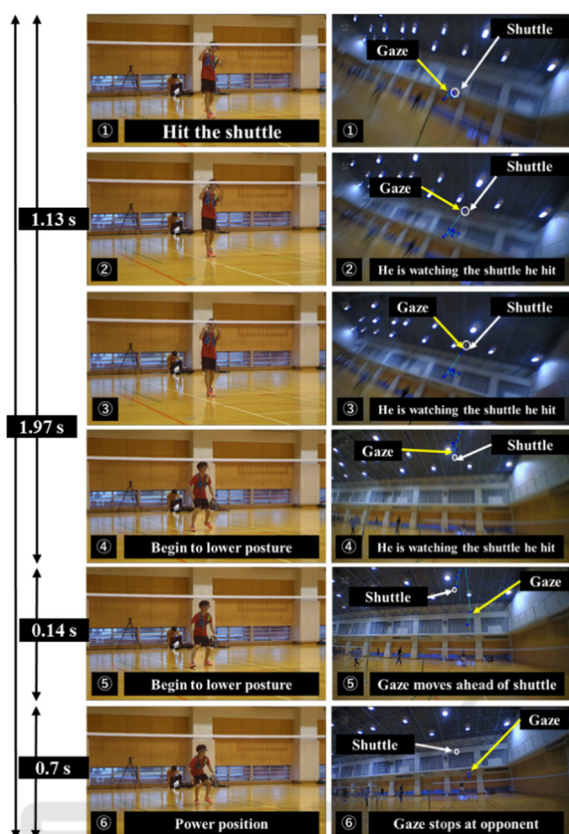 Gaze
Shuttle
①
Hit the shuttle
①
1.13 s
Gaze
Shuttle
②
②
He is watching the shuttle he hit
Gaze
Shuttle
③
③
He is watching the shuttle he hit
1.97 s
Gaze
Shuttle
④
Begin to lower posture
④
He is watching the shuttle he hit
0.14 s
Shuttle
Gaze
⑤
Begin to lower posture
⑤
Gaze moves ahead of shuttle
0.7 s
Shuttle
Gaze
⑥
Power position
⑥
Gaze stops at opponent